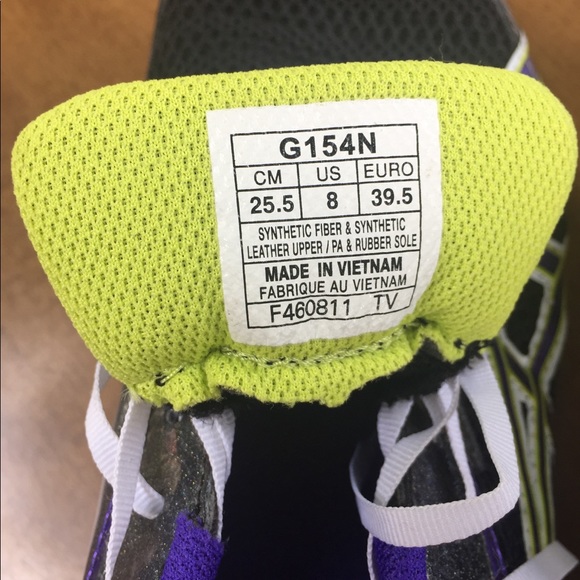 G154N
CM US EURO
25.5 8 39.5
SYNTHETIC FIBER & SYNTHETIC
LEATHER UPPER / PA & RUBBER SOLE
MADE IN VIETNAM
FABRIQUE AU VIETNAM
F460811 TV